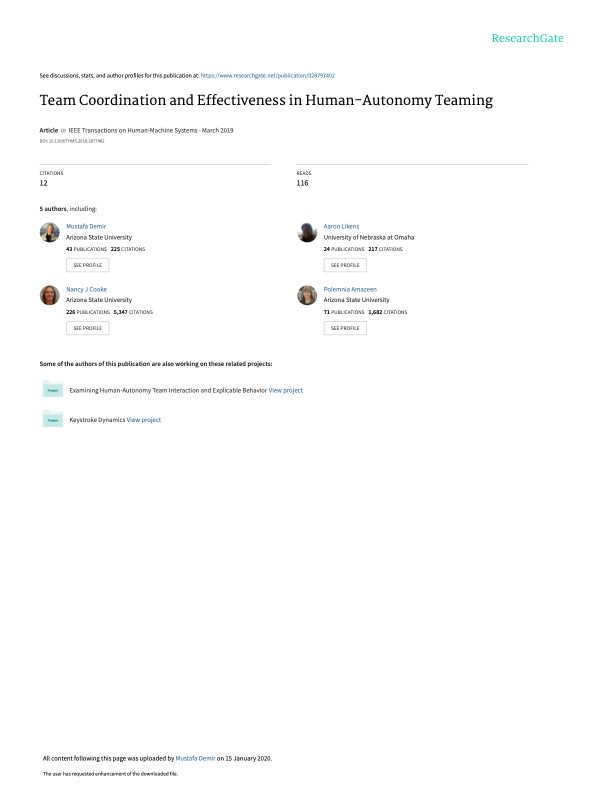 ResearchGate
See discussions, stats, and author profiles for this publication at: https://www.researchgate.net/publication/328797402
Team Coordination and Effectiveness in Human–Autonomy Teaming
Article in IEEE Transactions on Human-Machine Systems · March 2019
DOI: 10.1109/THMS.2018.2877482
CITATIONS
12
READS
116
5 authors, including:
Mustafa Demir
Arizona State University
43 PUBLICATIONS 225 CITATIONS
SEE PROFILE
Aaron Likens
University of Nebraska at Omaha
24 PUBLICATIONS 217 CITATIONS
SEE PROFILE
Nancy J Cooke
Arizona State University
226 PUBLICATIONS 5,347 CITATIONS
SEE PROFILE
Polemnia Amazeen
Arizona State University
71 PUBLICATIONS 1,682 CITATIONS
SEE PROFILE
Some of the authors of this publication are also working on these related projects:
Project
Examining Human-Autonomy Team Interaction and Explicable Behavior View project
Project
Keystroke Dynamics View project
All content following this page was uploaded by Mustafa Demir on 15 January 2020.
The user has requested enhancement of the downloaded file.